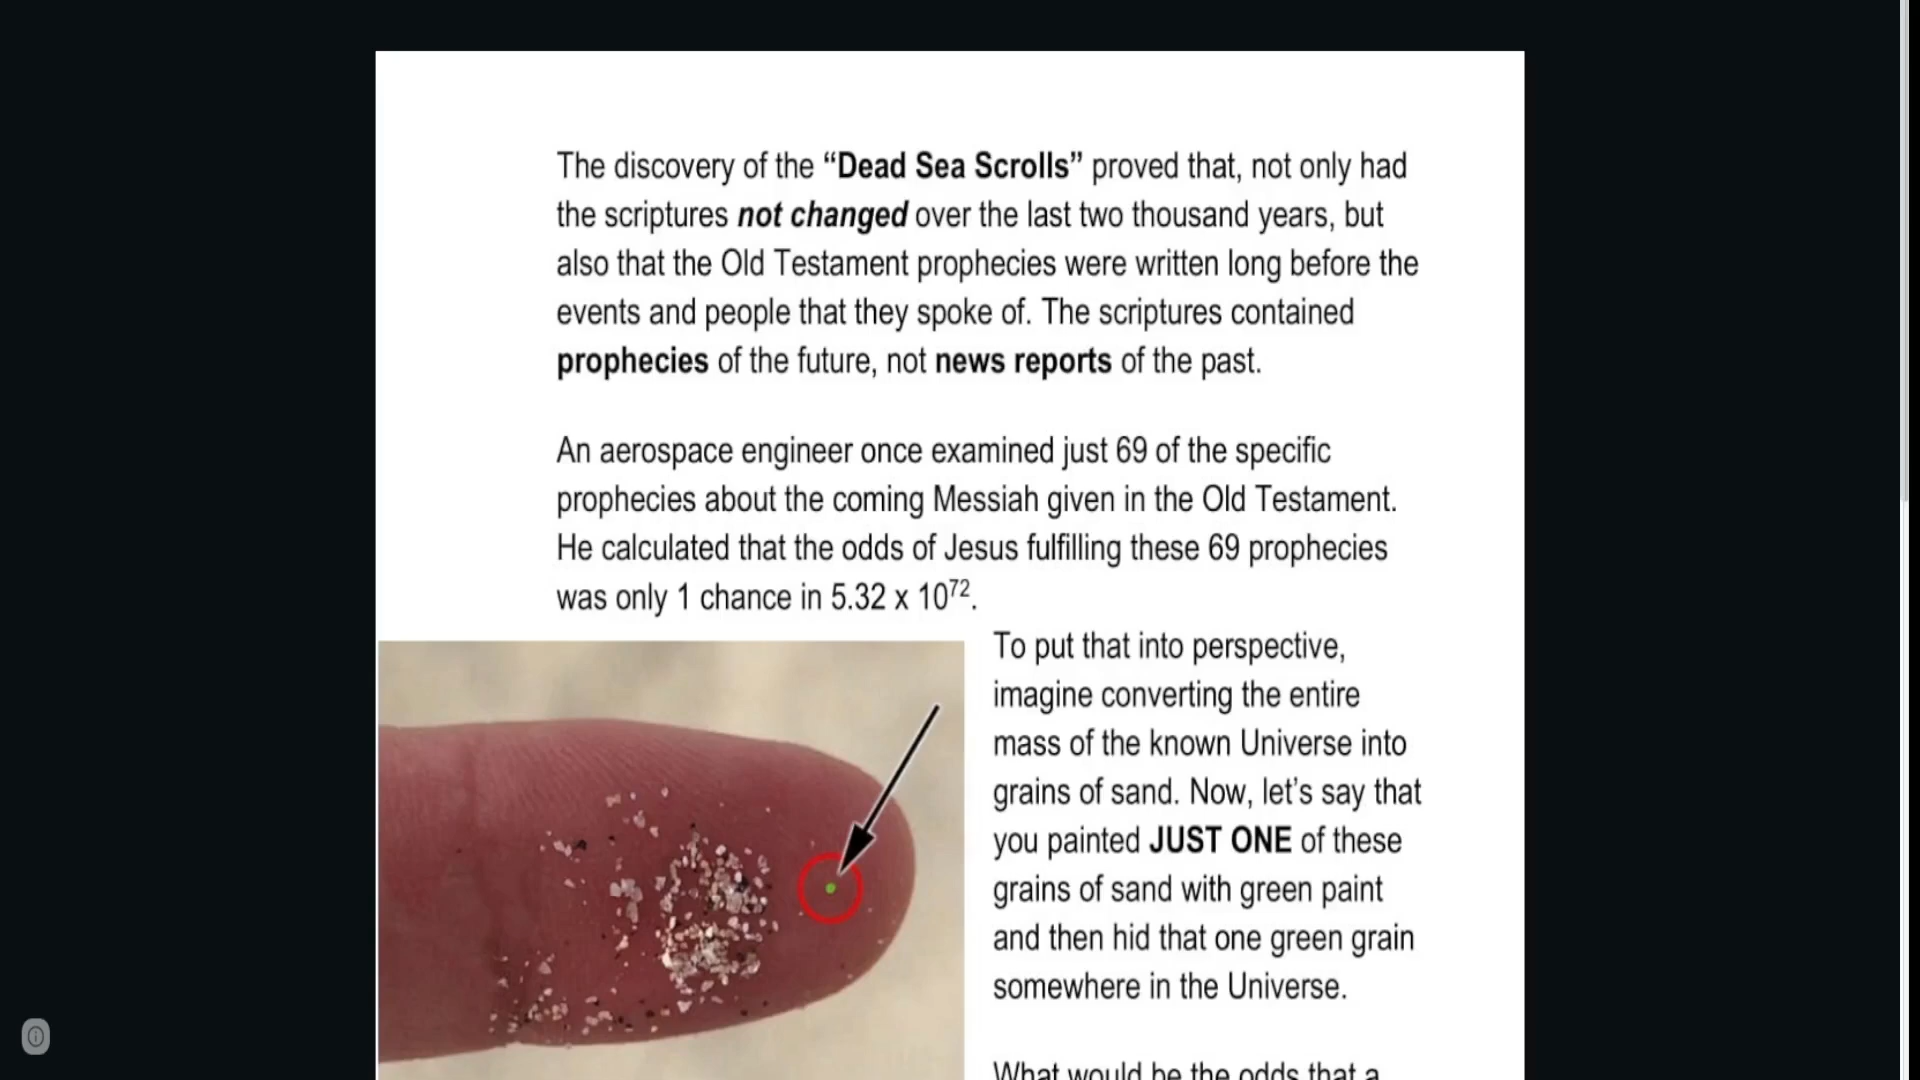 The discovery of the “Dead Sea Scrolls” proved that, not only had
the scriptures not changed over the last two thousand years, but
also that the Old Testament prophecies were written long before the
events and people that they spoke of. The scriptures contained
prophecies of the future, not news reports of the past.
An aerospace engineer once examined just 69 of the specific
prophecies about the coming Messiah given in the Old Testament.
He calculated that the odds of Jesus fulfilling these 69 prophecies
was only 1 chance in 5.32 x 10⁷².
To put that into perspective,
imagine converting the entire
mass of the known Universe into
grains of sand. Now, let’s say that
you painted JUST ONE of these
grains of sand with green paint
and then hid that one green grain
somewhere in the Universe.
What would be the odds that a